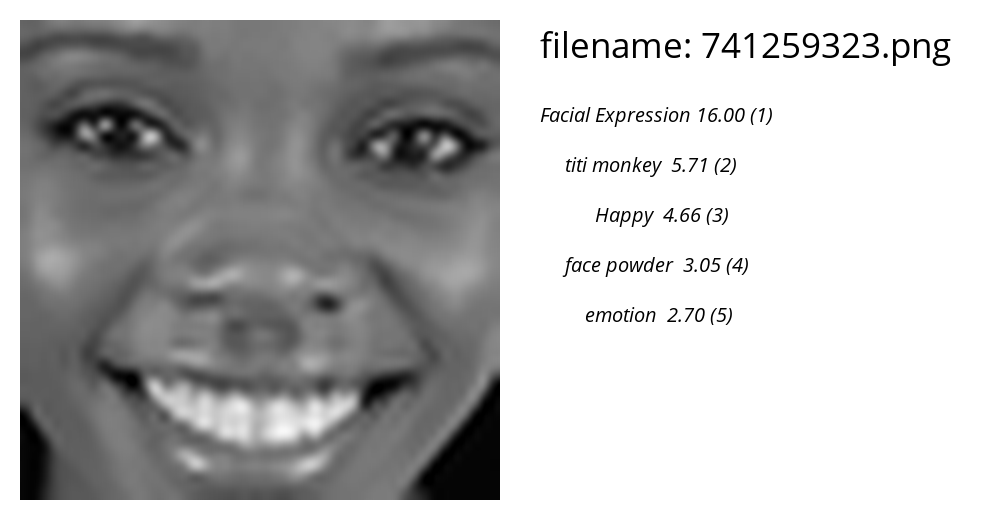 filename: 741259323.png
Facial Expression 16.00 (1)
titi monkey 5.71 (2)
Happy 4.66 (3)
face powder 3.05 (4)
emotion 2.70 (5)